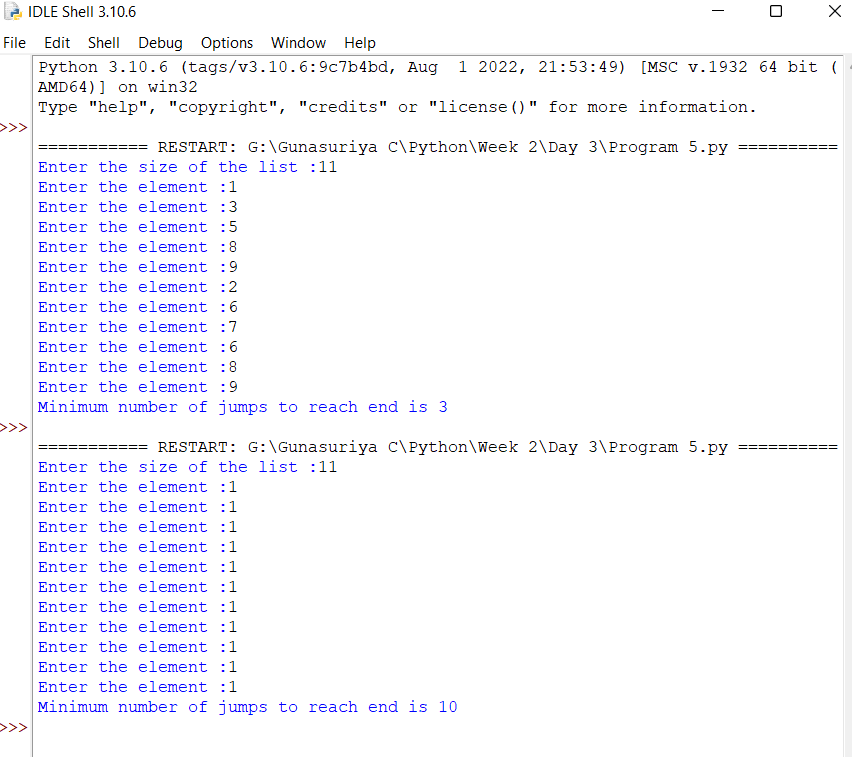 IDLE Shell 3.10.6
File Edit Shell Debug Options Window Help
Python 3.10.6 (tags/v3.10.6:9c7b4bd, Aug  1 2022, 21:53:49) [MSC v.1932 64 bit (
AMD64)] on win32
Type "help", "copyright", "credits" or "license()" for more information.
>>>
=========== RESTART: G:\Gunasuriya C\Python\Week 2\Day 3\Program 5.py ==========
Enter the size of the list :11
Enter the element :1
Enter the element :3
Enter the element :5
Enter the element :8
Enter the element :9
Enter the element :2
Enter the element :6
Enter the element :7
Enter the element :6
Enter the element :8
Enter the element :9
Minimum number of jumps to reach end is 3
>>>
=========== RESTART: G:\Gunasuriya C\Python\Week 2\Day 3\Program 5.py ==========
Enter the size of the list :11
Enter the element :1
Enter the element :1
Enter the element :1
Enter the element :1
Enter the element :1
Enter the element :1
Enter the element :1
Enter the element :1
Enter the element :1
Enter the element :1
Enter the element :1
Minimum number of jumps to reach end is 10
>>>